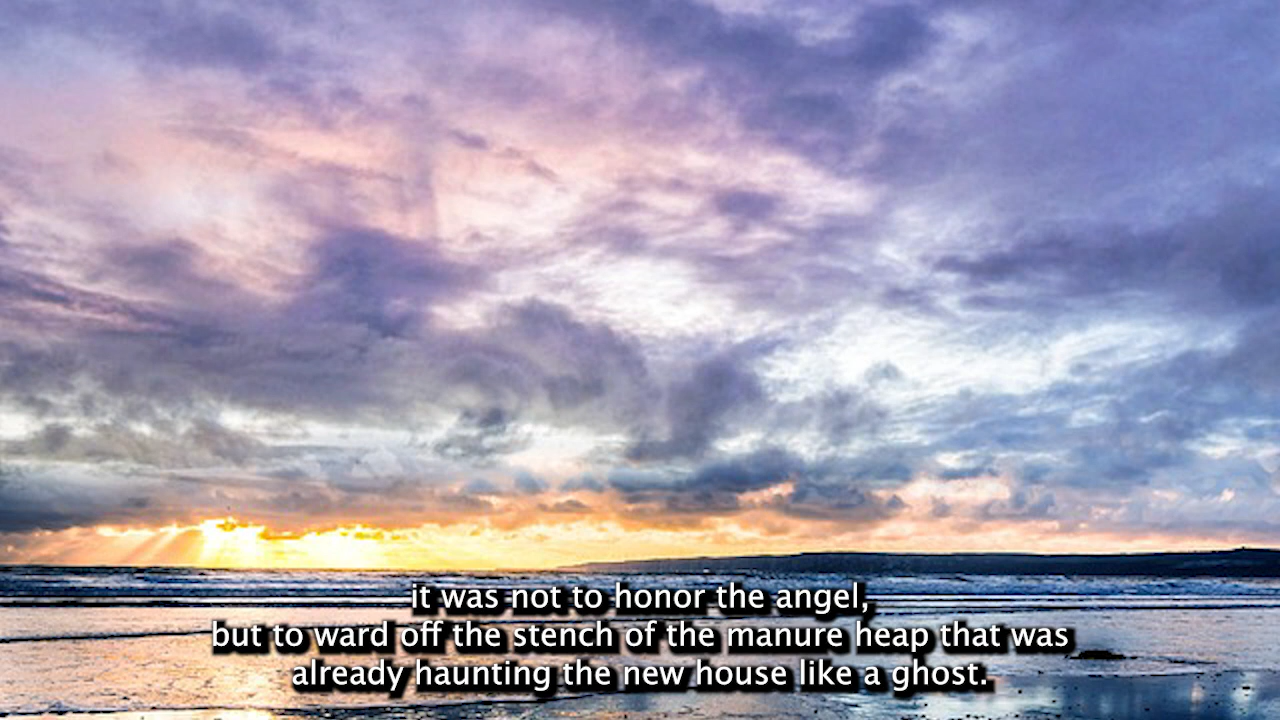 it was not to honor the angel,
but to ward off the stench of the manure heap that was
already haunting the new house like a ghost.